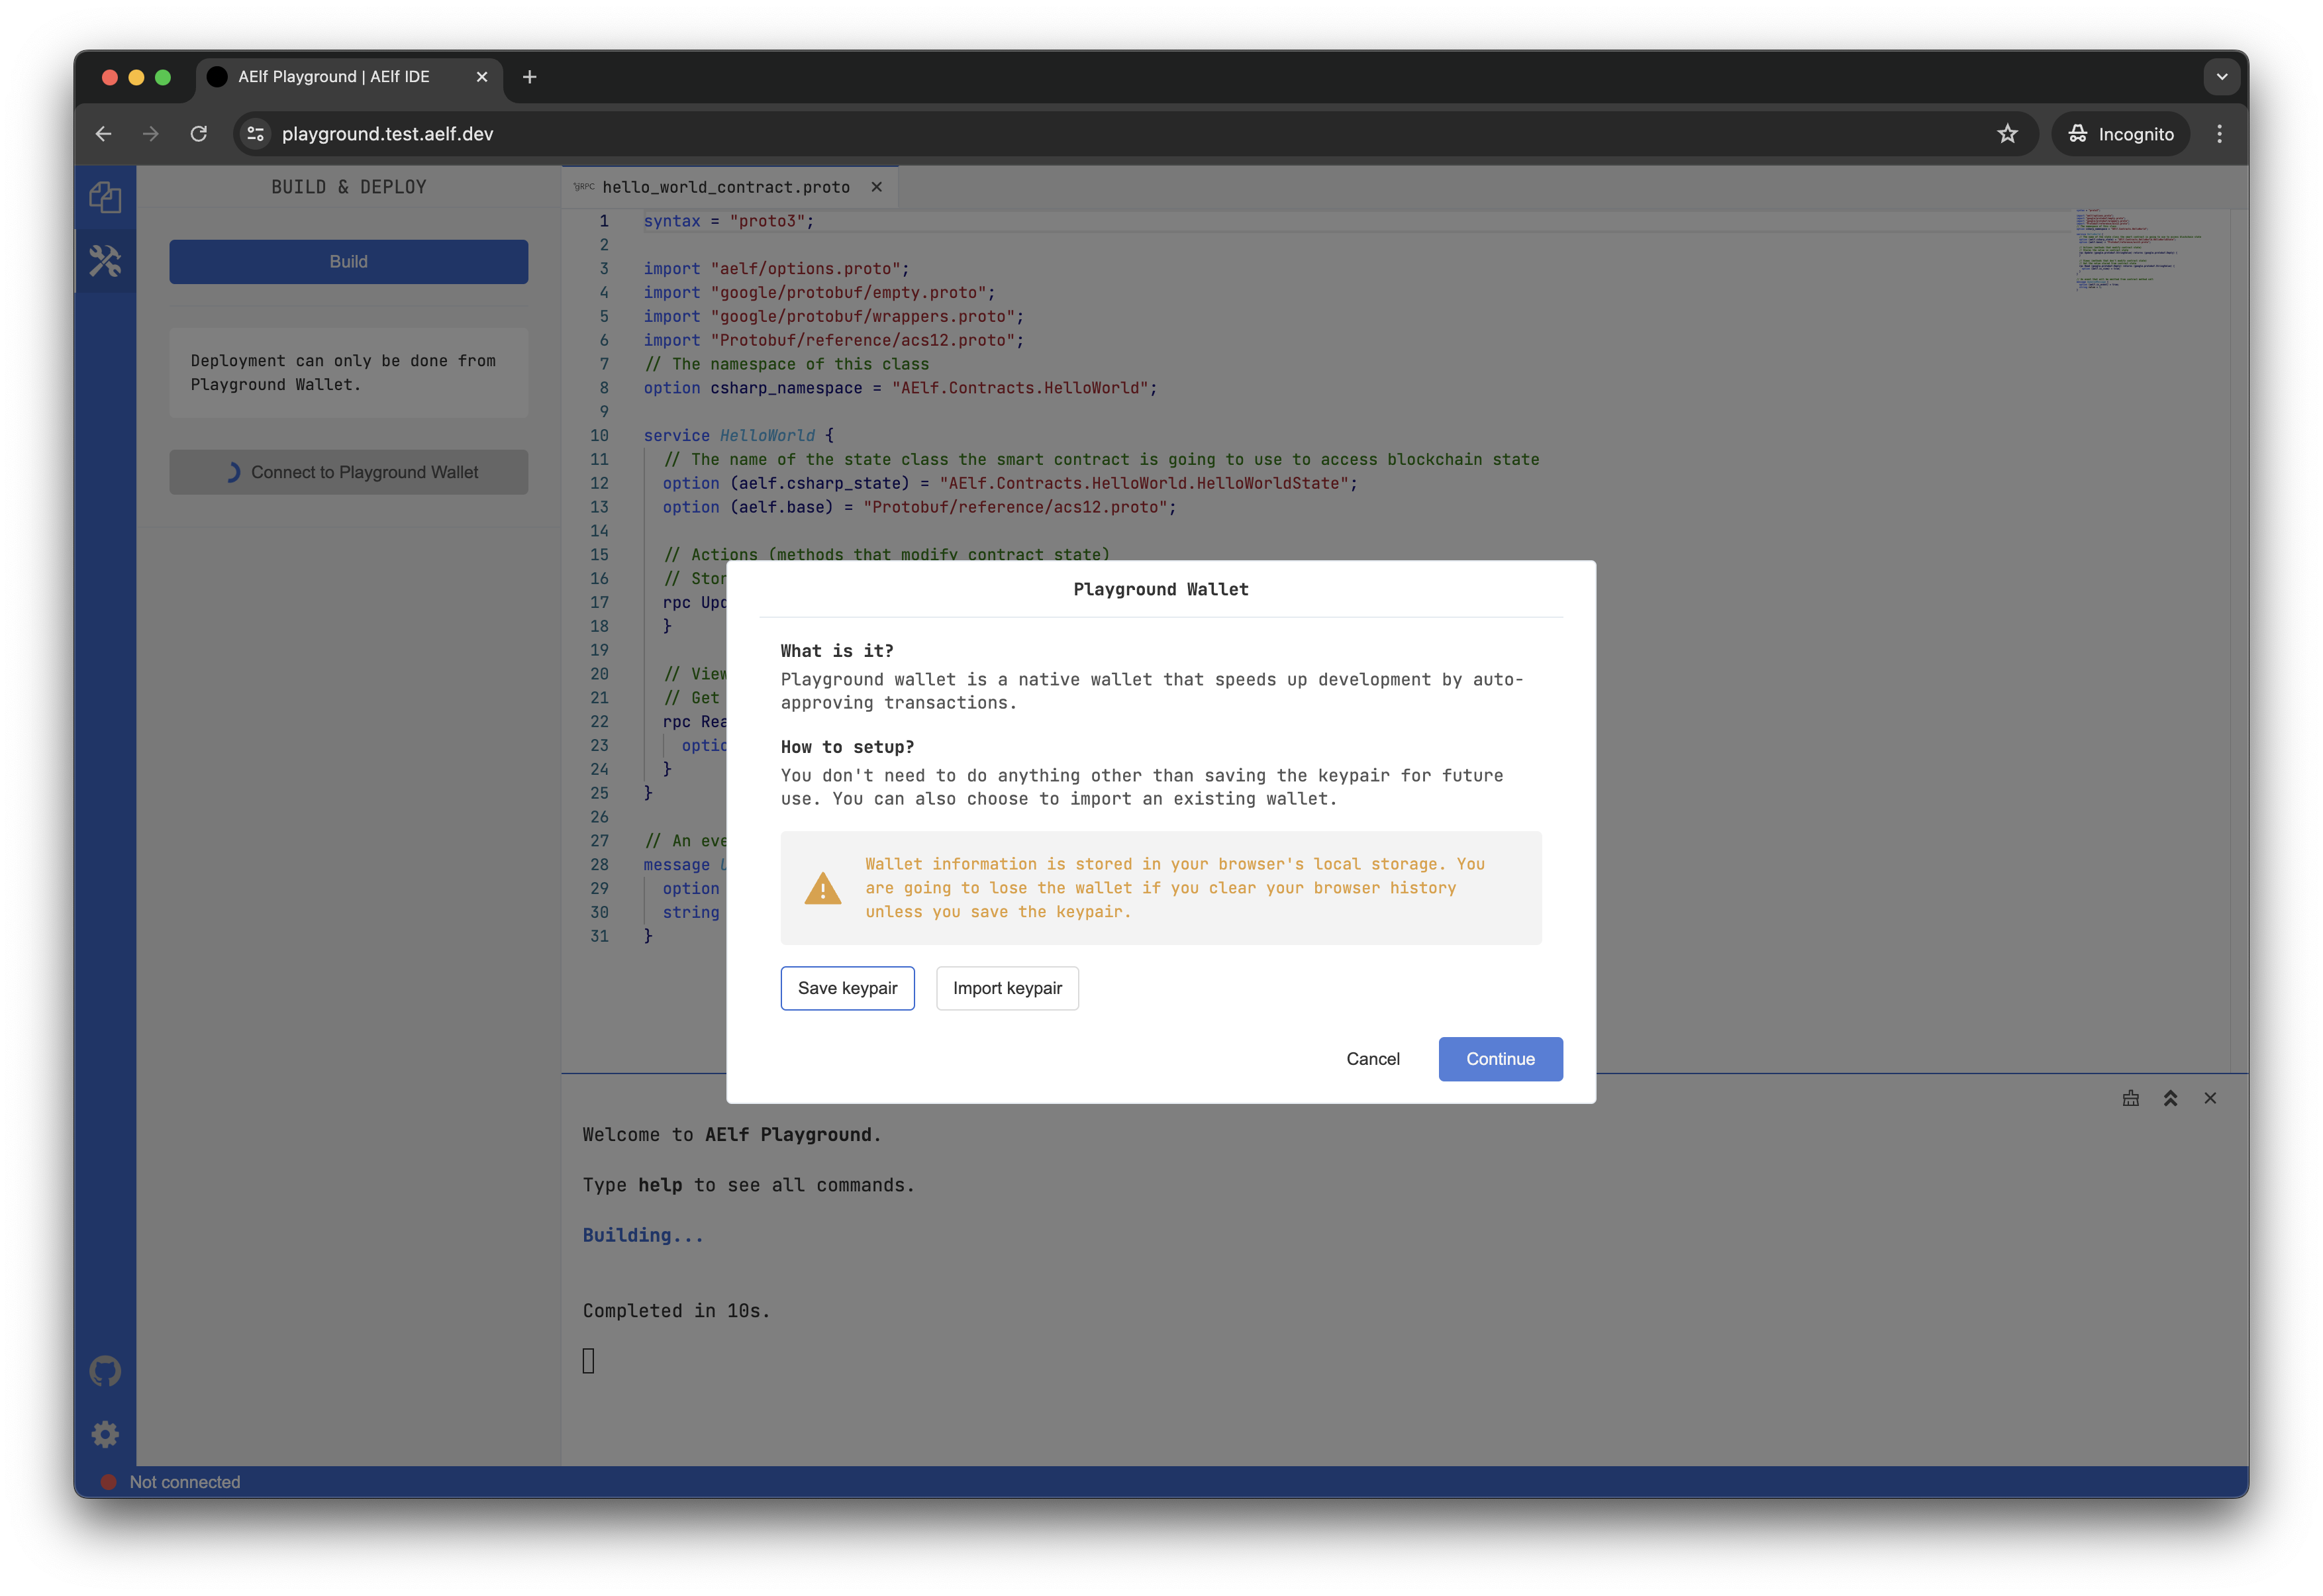 AElf Playground | AElf IDE
playground.test.aelf.dev
Incognito
BUILD & DEPLOY
Build
Deployment can only be done from
Playground Wallet.
Connect to Playground Wallet
gRPC hello_world_contract.proto
1 syntax = "proto3";
2
3 import "aelf/options.proto";
4 import "google/protobuf/empty.proto";
5 import "google/protobuf/wrappers.proto";
6 import "Protobuf/reference/acs12.proto";
7 // The namespace of this class
8 option csharp_namespace = "AElf.Contracts.HelloWorld";
9
10 service HelloWorld {
11 // The name of the state class the smart contract is going to use to access blockchain state
12 option (aelf.csharp_state) = "AElf.Contracts.HelloWorld.HelloWorldState";
13 option (aelf.base) = "Protobuf/reference/acs12.proto";
14
15 // Actions (methods that modify contract state)
16 // Stor
17 rpc Upd
18 }
19
20 // View
21 // Get
22 rpc Rea
23 optio
24 }
25 }
26
27 // An eve
28 message
29 option
30 string
31 }
Playground Wallet
What is it?
Playground wallet is a native wallet that speeds up development by auto-
approving transactions.
How to setup?
You don't need to do anything other than saving the keypair for future
use. You can also choose to import an existing wallet.
Wallet information is stored in your browser's local storage. You
are going to lose the wallet if you clear your browser history
unless you save the keypair.
Save keypair
Import keypair
Cancel
Continue
Welcome to AElf Playground.
Type help to see all commands.
Building...
Completed in 10s.
Not connected